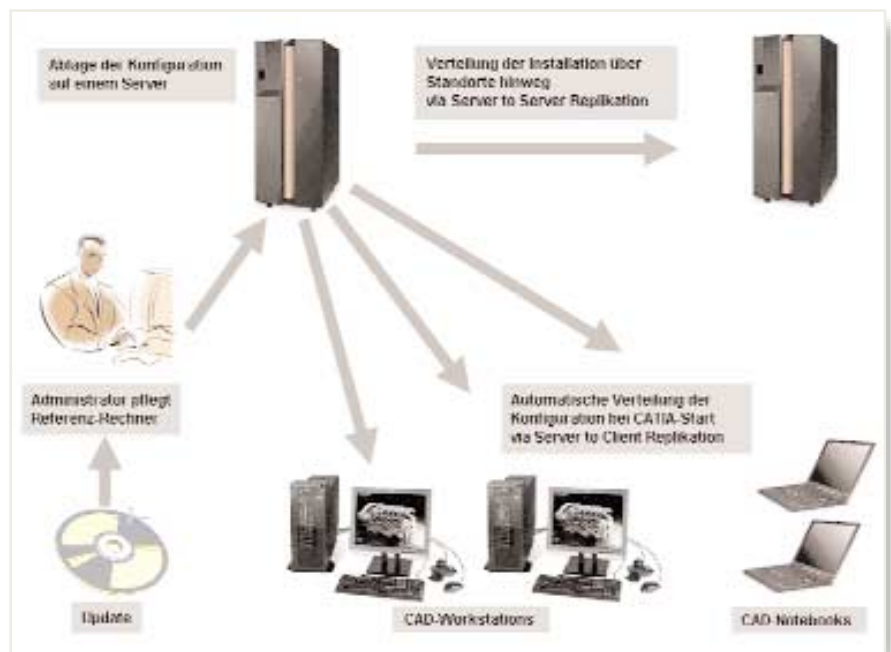 Ablage der Konfiguration
auf einem Server
Verteilung der Installation über
Standorte hinweg
via Server to Server Replikation
Administrator pflegt
Referenz-Rechner
Automatische Verteilung der
Konfiguration bei CATIA-Start
via Server to Client Replikation
Update
CAD-Workstations
CAD-Notebooks